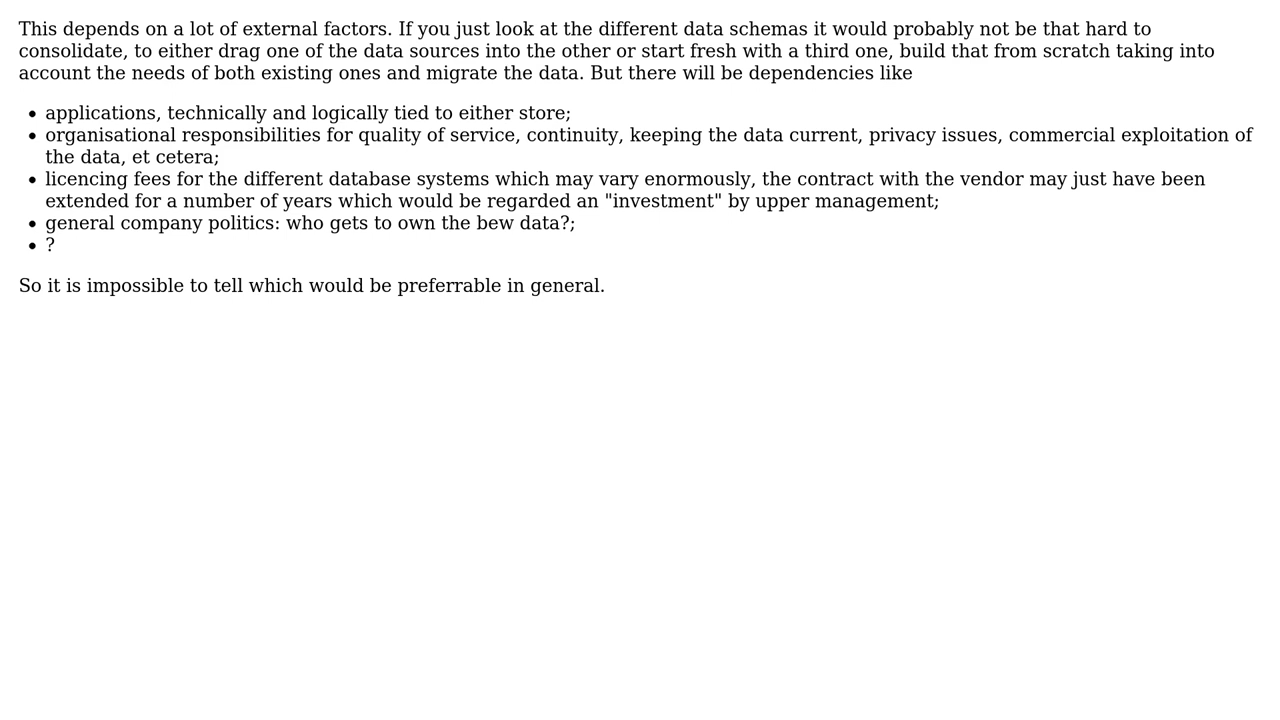 This depends on a lot of external factors. If you just look at the different data schemas it would probably not be that hard to
consolidate, to either drag one of the data sources into the other or start fresh with a third one, build that from scratch taking into
account the needs of both existing ones and migrate the data. But there will be dependencies like
• applications, technically and logically tied to either store;
• organisational responsibilities for quality of service, continuity, keeping the data current, privacy issues, commercial exploitation of
the data, et cetera;
• licencing fees for the different database systems which may vary enormously, the contract with the vendor may just have been
extended for a number of years which would be regarded an "investment" by upper management;
• general company politics: who gets to own the bew data?;
• ?
So it is impossible to tell which would be preferrable in general.